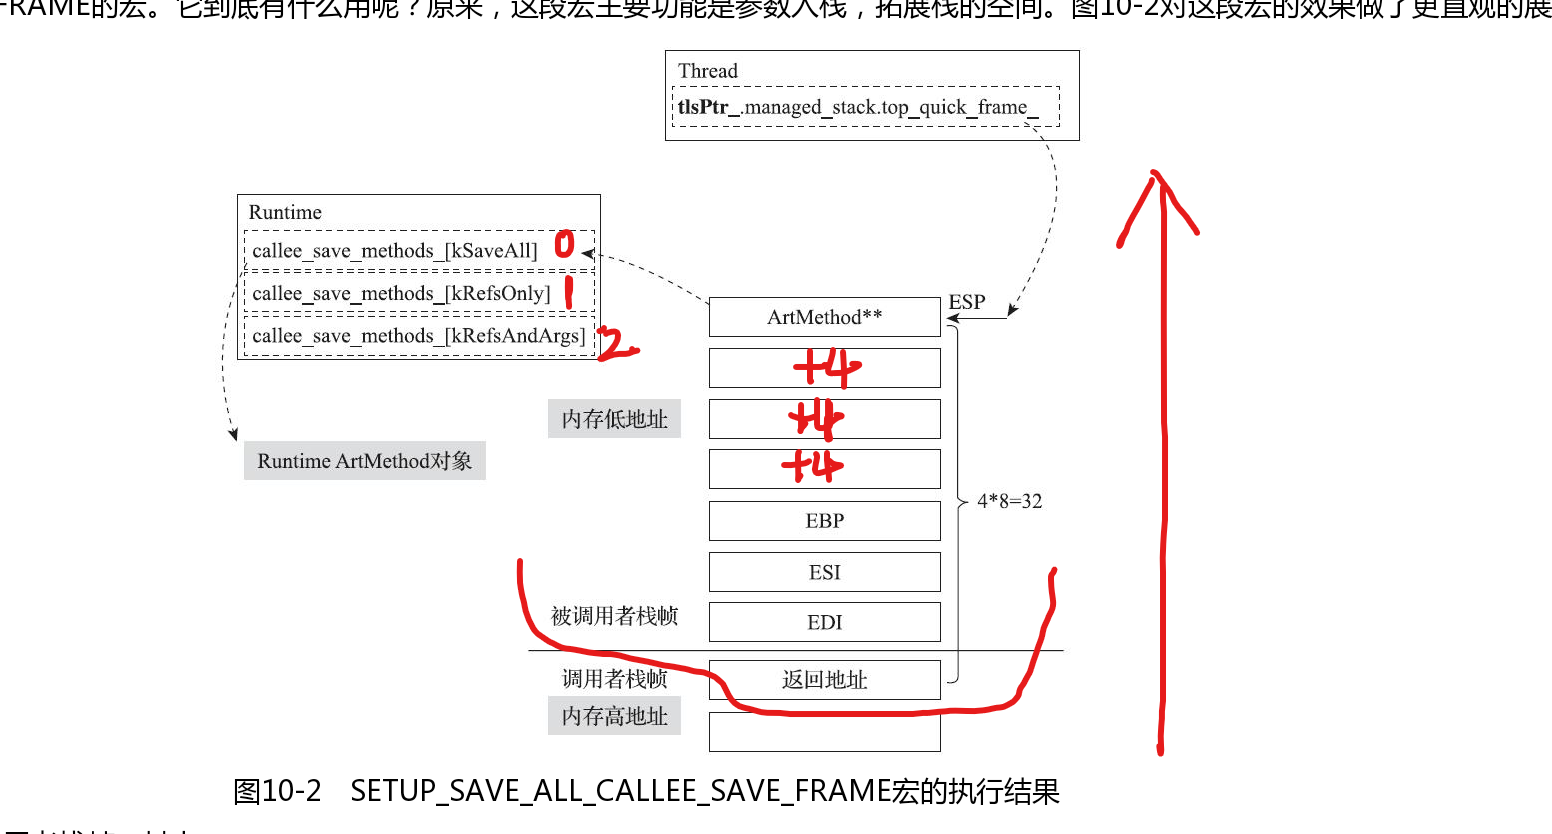 FRAME的宏。它到底有什么用呢？原来，这段宏主要功能是参数入栈，拓展栈的空间。图10-2对这段宏的效果做了更直观的展
Thread
tlsPtr_.managed_stack.top_quick_frame_
Runtime
callee_save_methods_[kSaveAll] 0
callee_save_methods_[kRefsOnly] 1
callee_save_methods_[kRefsAndArgs] 2
ESP
ArtMethod**
+4
内存低地址
+4
Runtime ArtMethod对象
+4
4*8=32
EBP
ESI
被调用者栈帧
EDI
调用者栈帧
返回地址
内存高地址
图10-2 SETUP_SAVE_ALL_CALLEE_SAVE_FRAME宏的执行结果